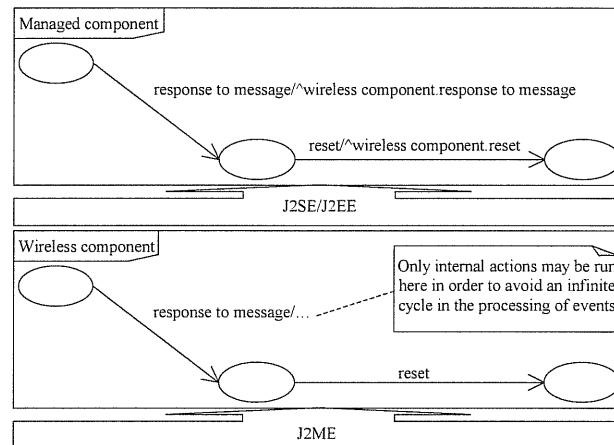 Managed component
response to message/^wireless component.response to message
reset/^wireless component.reset
J2SE/J2EE
Wireless component
Only internal actions may be run
here in order to avoid an infinite
cycle in the processing of events
response to message/…
reset
J2ME